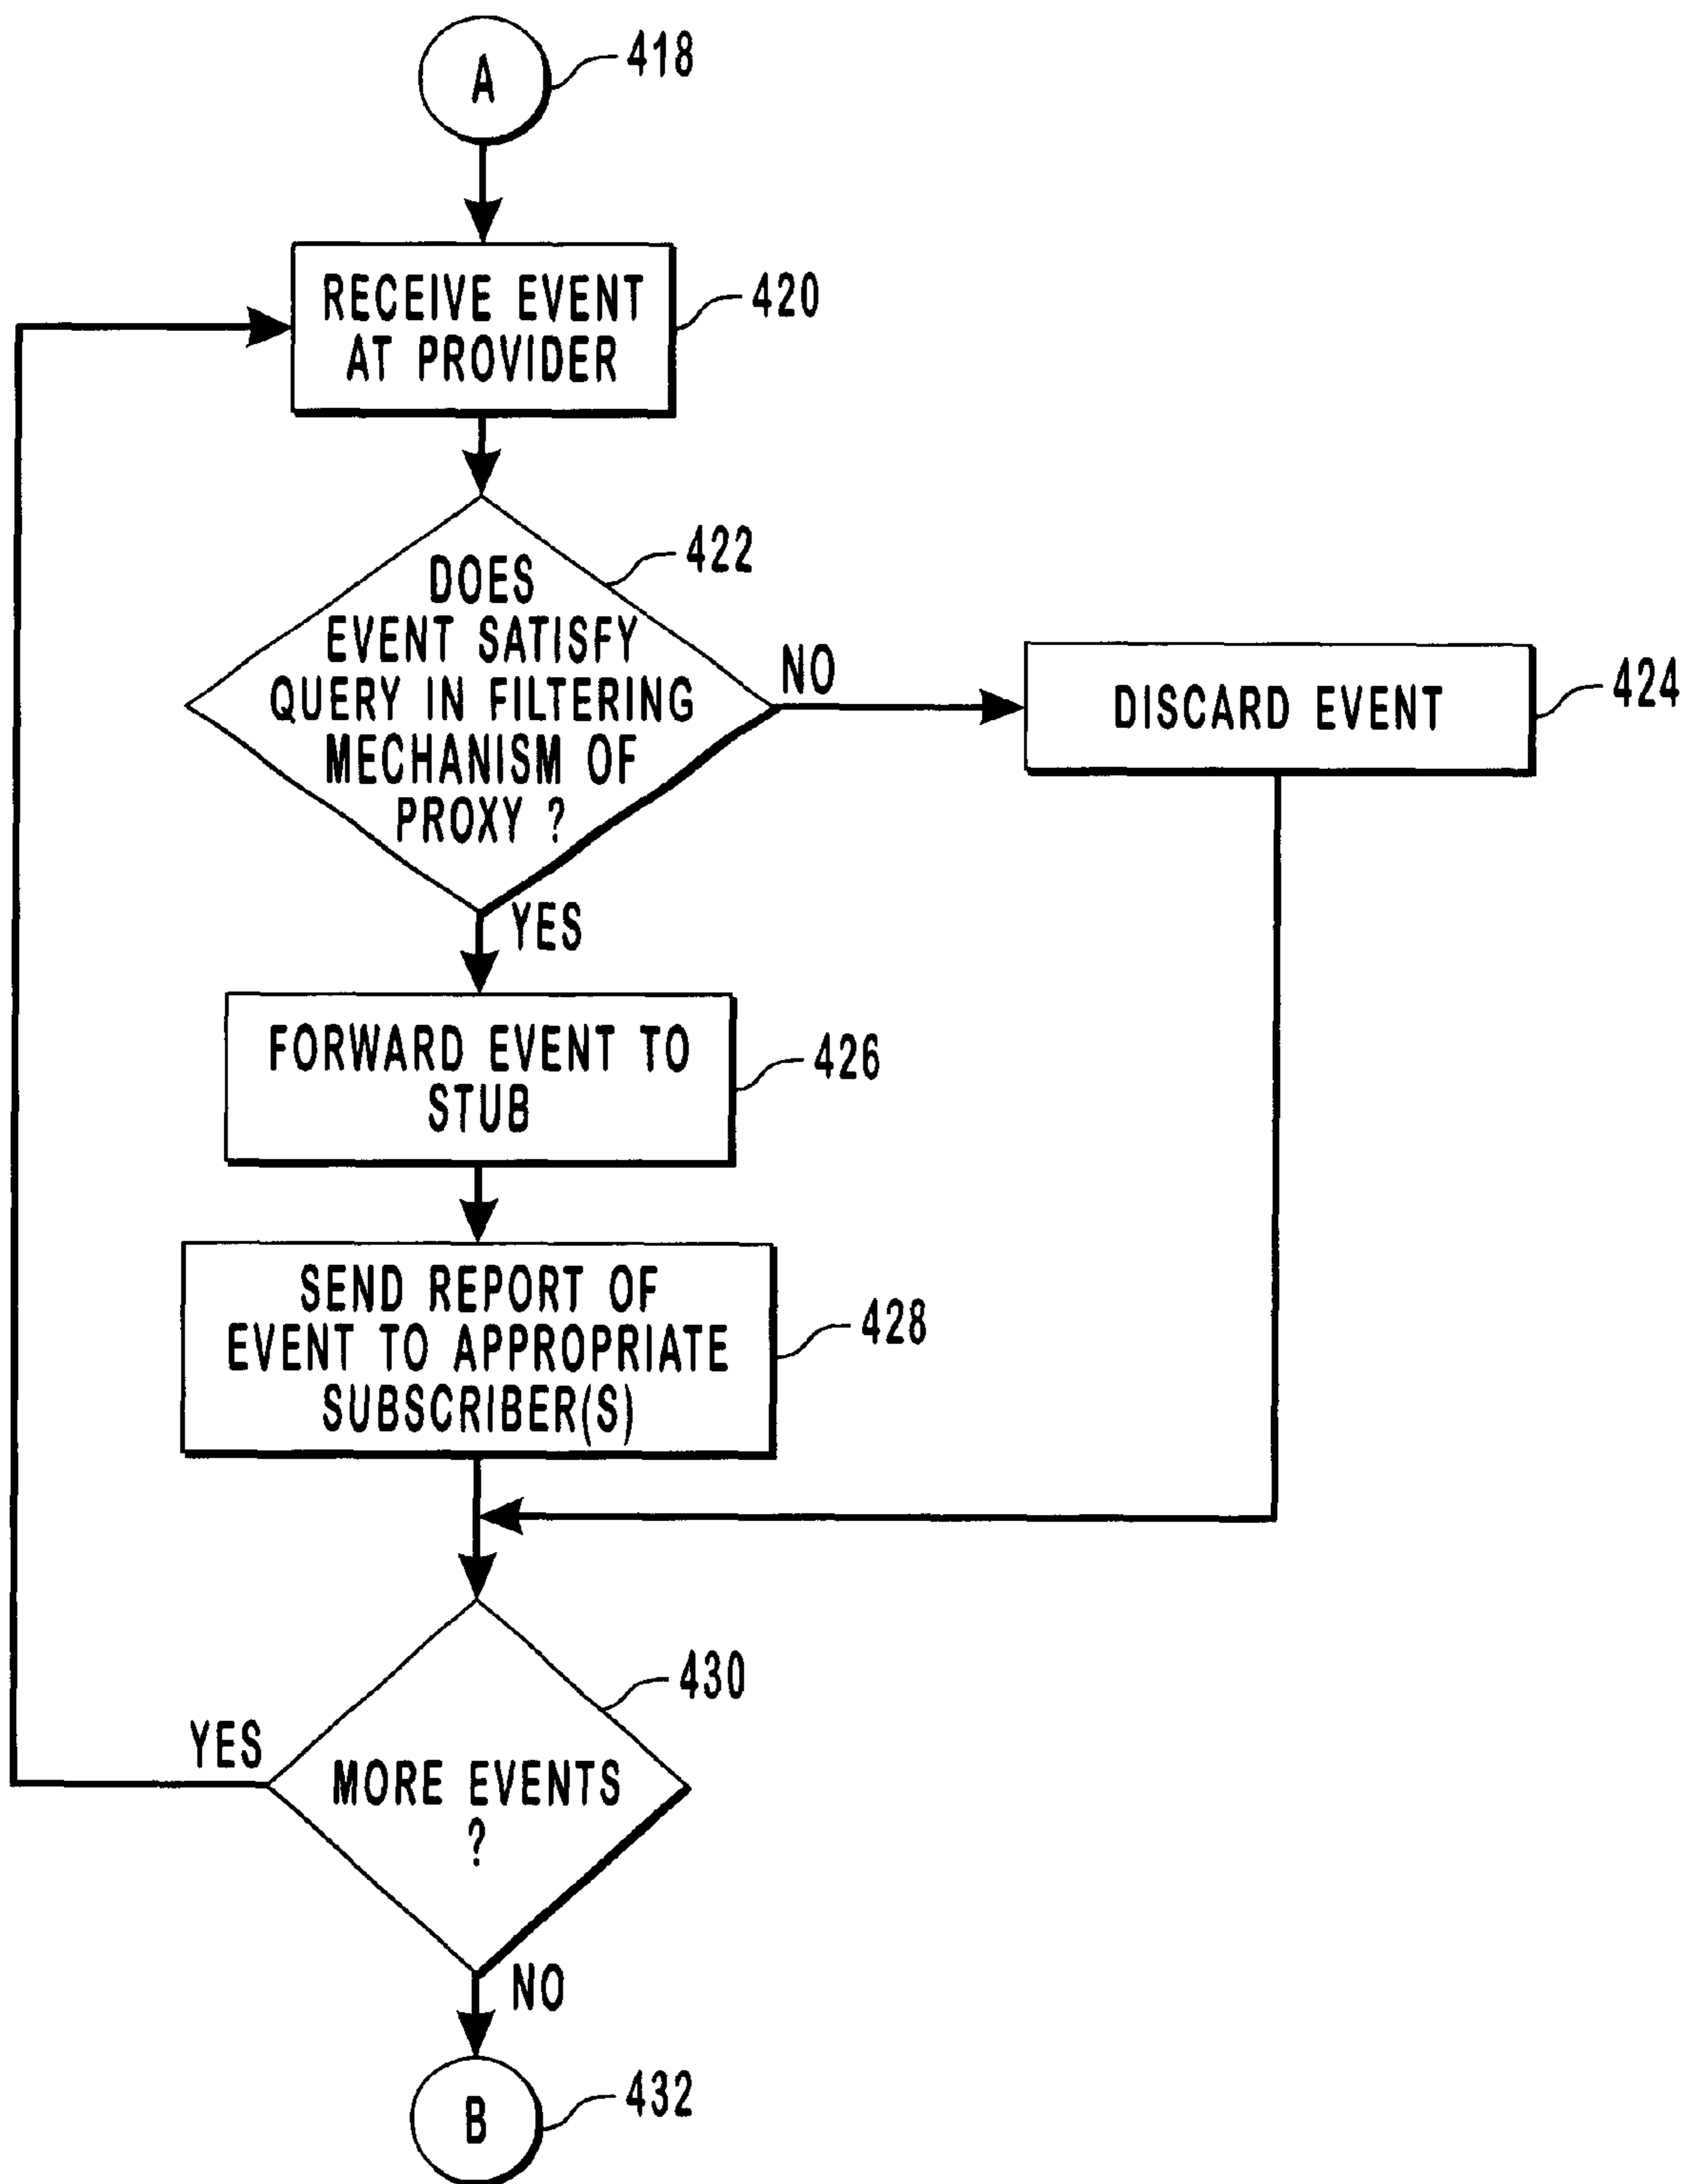 A
418
RECEIVE EVENT
AT PROVIDER
420
DOES
EVENT SATISFY
QUERY IN FILTERING
MECHANISM OF
PROXY ?
422
NO
DISCARD EVENT
424
YES
FORWARD EVENT TO
STUB
426
SEND REPORT OF
EVENT TO APPROPRIATE
SUBSCRIBER(S)
428
MORE EVENTS
?
430
YES
NO
B
432